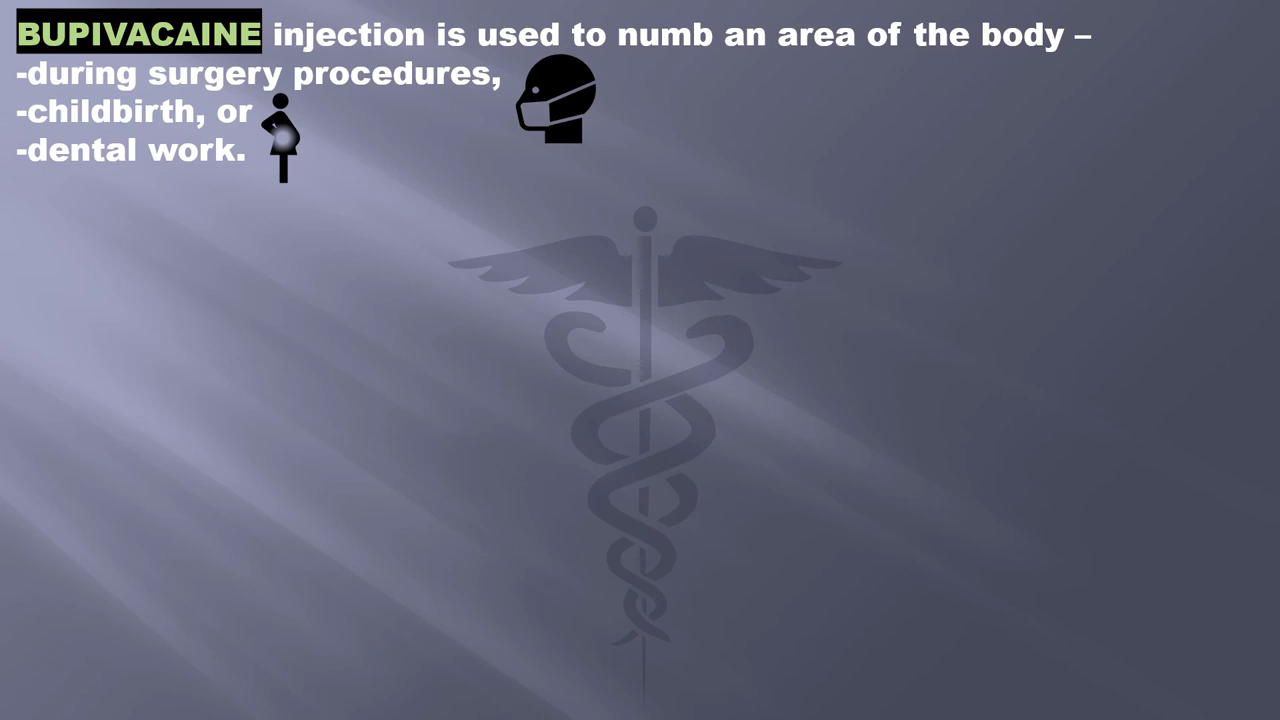 BUPIVACAINE injection is used to numb an area of the body –
-during surgery procedures,
-childbirth, or
-dental work.